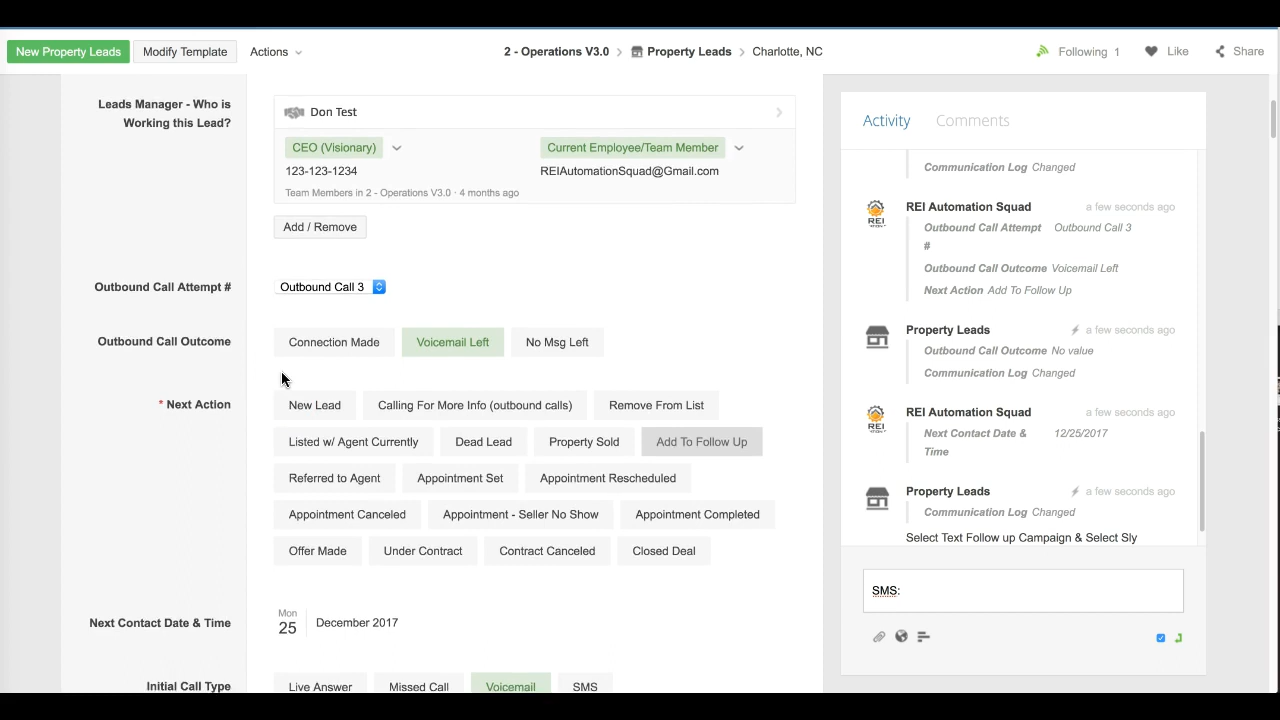 New Property Leads Modify Template Actions 2 - Operations V3.0 Property Leads Charlotte, NC Following 1 Like Share
Leads Manager - Who is
Working this Lead?
Don Test
CEO (Visionary) Current Employee/Team Member
123-123-1234 REIAutomationSquad@Gmail.com
Team Members in 2 - Operations V3.0 · 4 months ago
Add / Remove
Outbound Call Attempt # Outbound Call 3
Outbound Call Outcome Connection Made Voicemail Left No Msg Left
* Next Action New Lead Calling For More Info (outbound calls) Remove From List
Listed w/ Agent Currently Dead Lead Property Sold Add To Follow Up
Referred to Agent Appointment Set Appointment Rescheduled
Appointment Canceled Appointment - Seller No Show Appointment Completed
Offer Made Under Contract Contract Canceled Closed Deal
Next Contact Date & Time Mon
25 December 2017
Initial Call Type Live Answer Missed Call Voicemail SMS
Activity Comments
Communication Log Changed
REI Automation Squad a few seconds ago
REI
Outbound Call Attempt Outbound Call 3
#
Outbound Call Outcome Voicemail Left
Next Action Add To Follow Up
Property Leads a few seconds ago
Outbound Call Outcome No value
Communication Log Changed
REI Automation Squad a few seconds ago
REI
Next Contact Date & 12/25/2017
Time
Property Leads a few seconds ago
Communication Log Changed
Select Text Follow up Campaign & Select Sly
SMS: